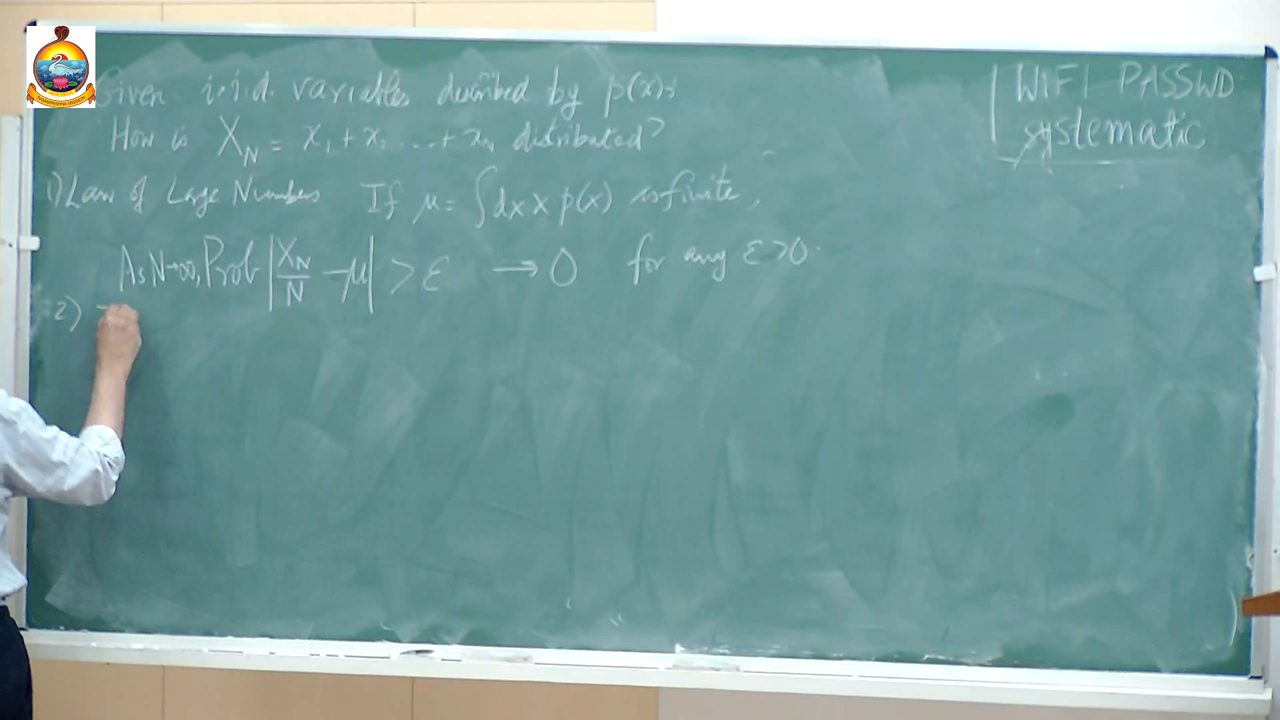 Given i.i.d. variables described by p(x):
How is X_N = x_1 + x_2 ... + x_N distributed?
1) Law of Large Numbers If μ = ∫dx x p(x) is finite,
As N→∞, Prob |X_N/N - μ| > ε → 0 for any ε>0.
2)
WIFI PASSWD
systematic